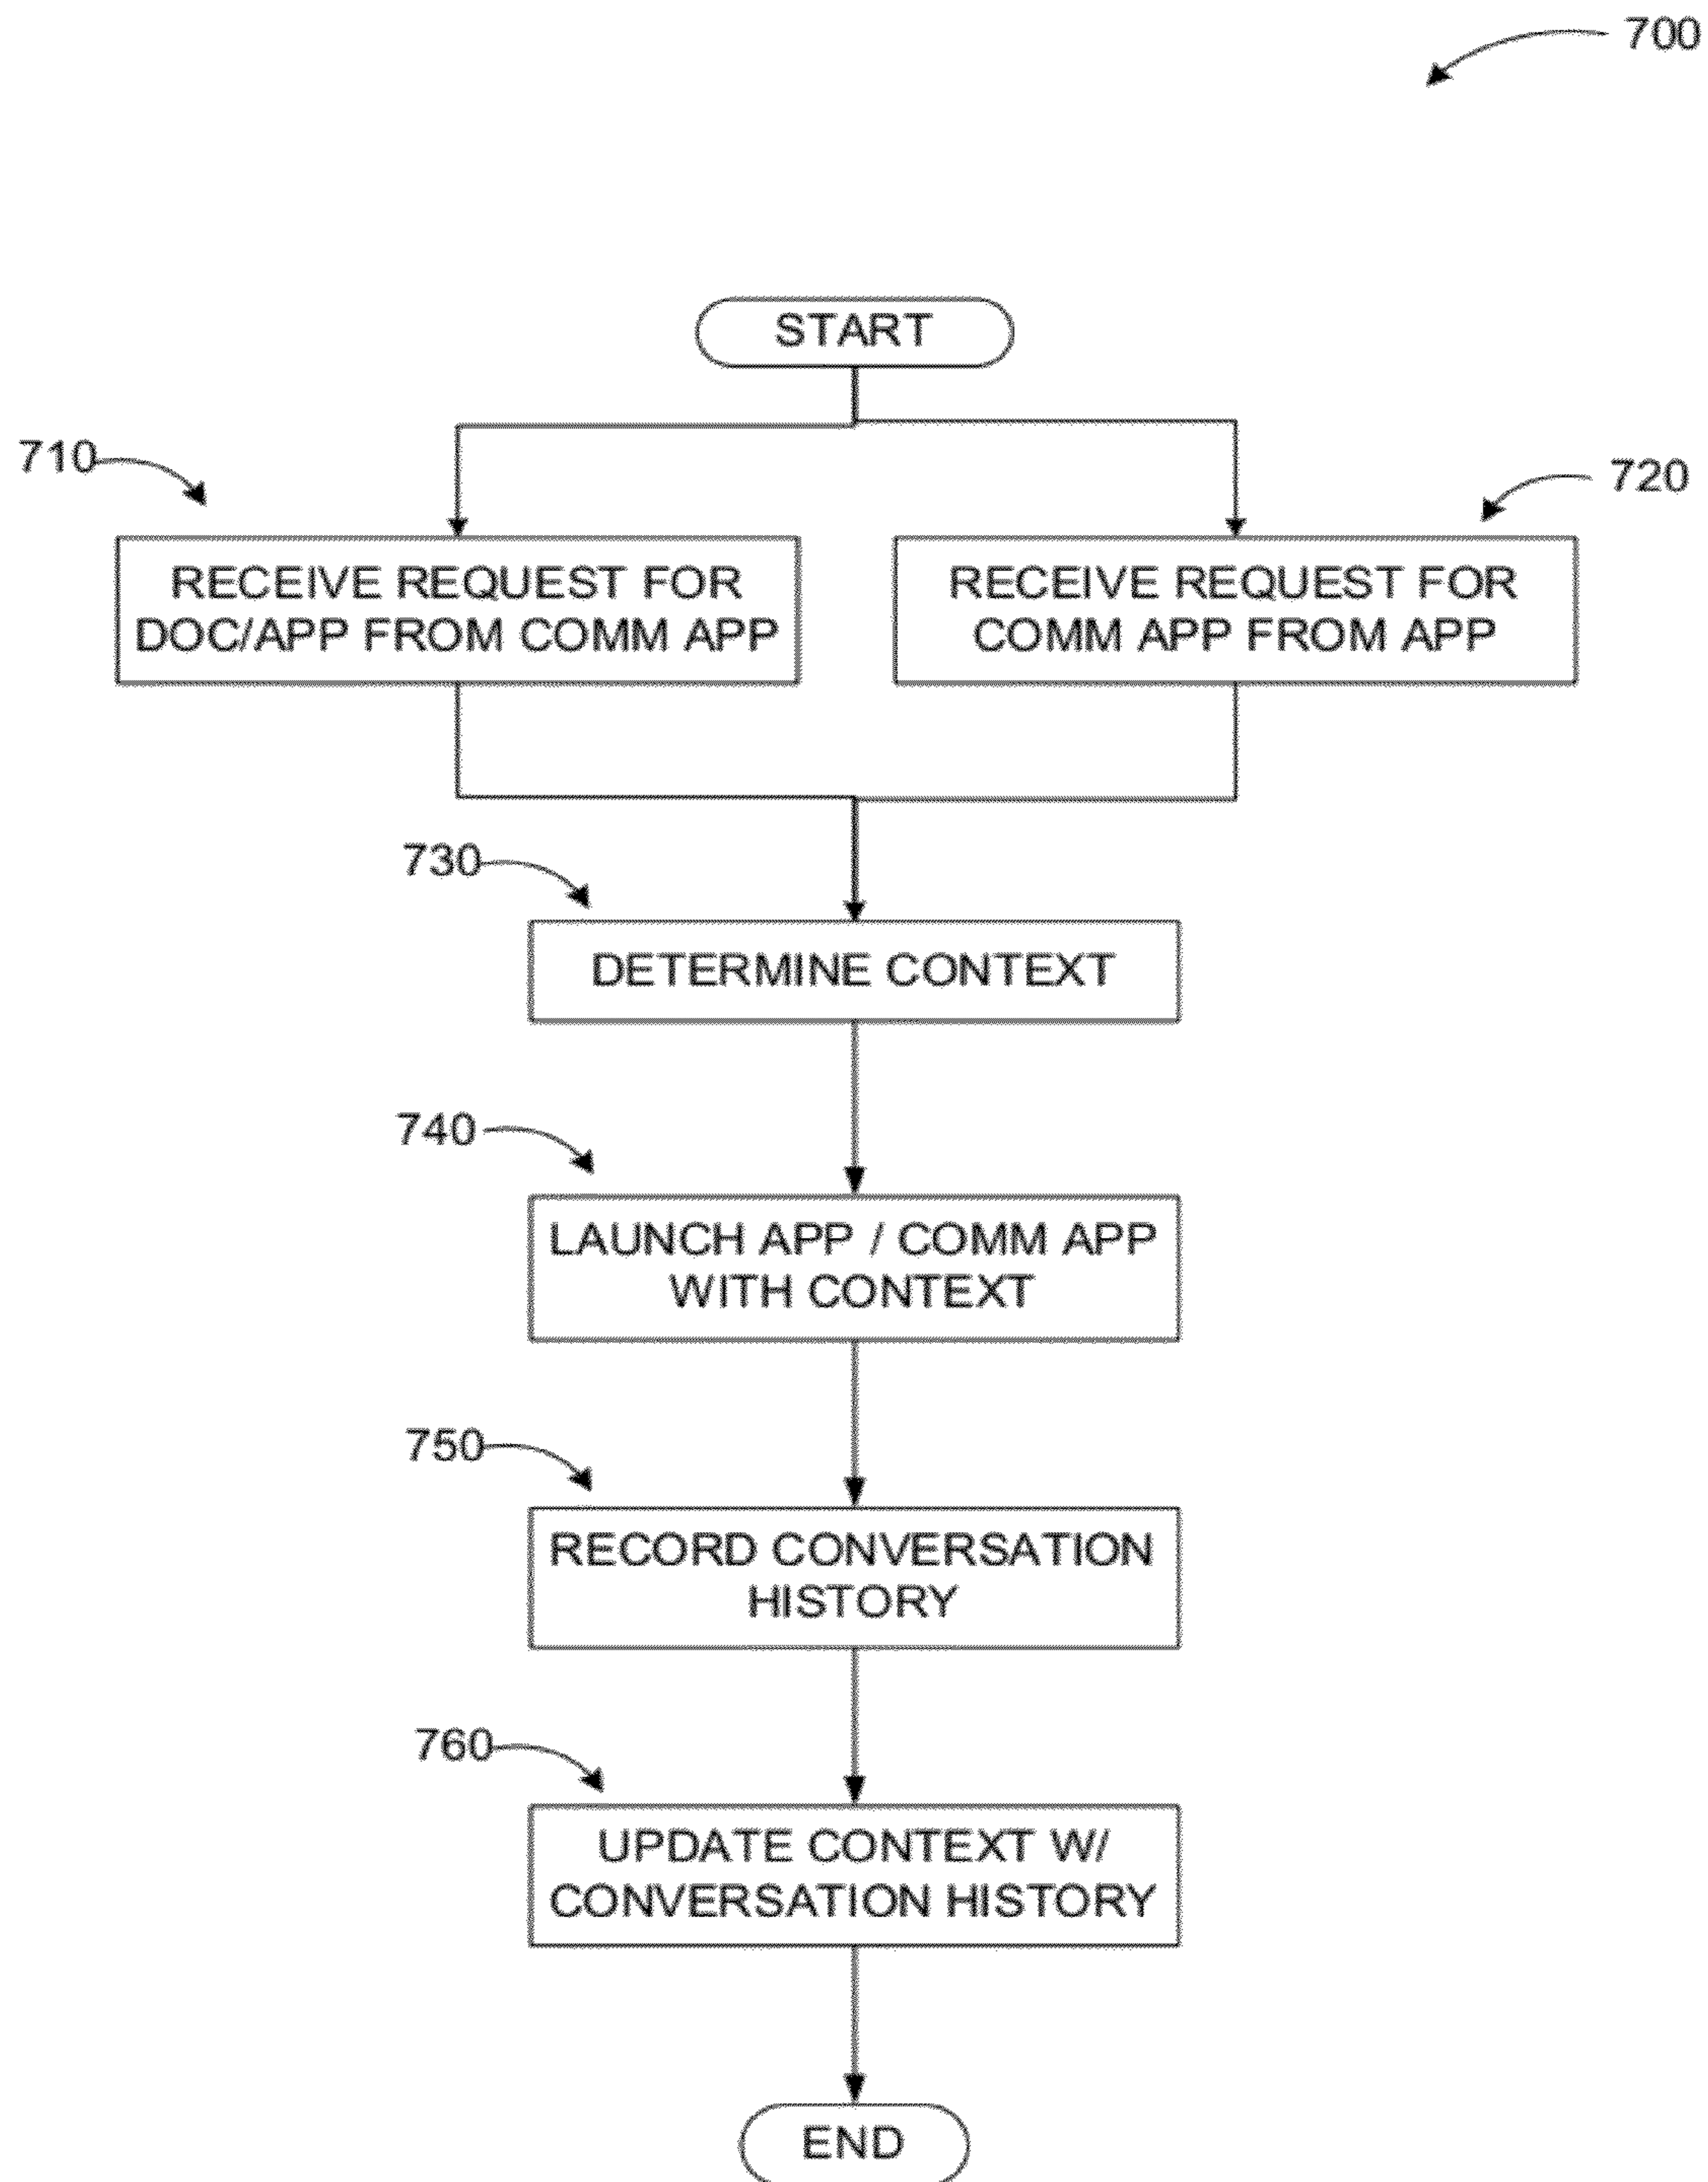 700
START
710
720
RECEIVE REQUEST FOR
DOC/APP FROM COMM APP
RECEIVE REQUEST FOR
COMM APP FROM APP
730
DETERMINE CONTEXT
740
LAUNCH APP / COMM APP
WITH CONTEXT
750
RECORD CONVERSATION
HISTORY
760
UPDATE CONTEXT W/
CONVERSATION HISTORY
END